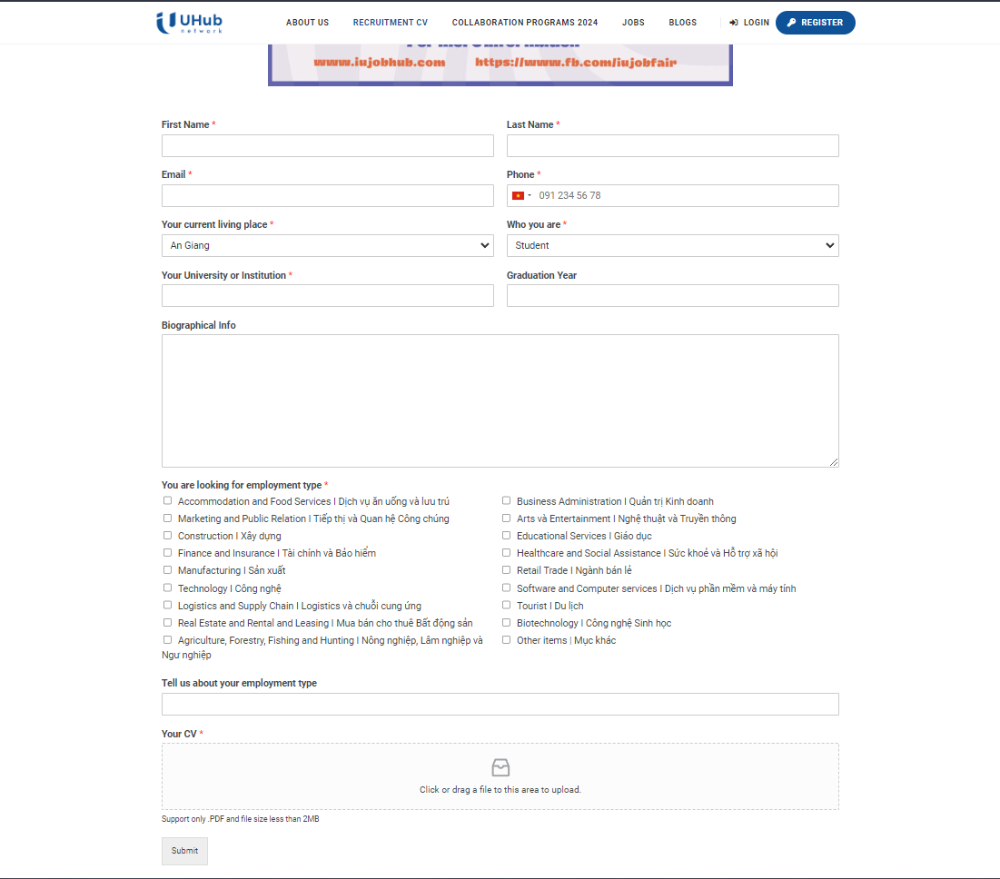 UHub
network
ABOUT US
RECRUITMENT CV
COLLABORATION PROGRAMS 2024
JOBS
BLOGS
LOGIN
REGISTER
www.iujobhub.com
https://www.fb.com/iujobfair
First Name *
Last Name *
Email *
Phone *
091 234 56 78
Your current living place *
Who you are *
An Giang
Student
Your University or Institution *
Graduation Year
Biographical Info
You are looking for employment type *
Accommodation and Food Services I Dịch vụ ăn uống và lưu trú
Business Administration I Quản trị Kinh doanh
Marketing and Public Relation I Tiếp thị và Quan hệ Công chúng
Arts và Entertainment I Nghệ thuật và Truyền thông
Construction I Xây dựng
Educational Services I Giáo dục
Finance and Insurance I Tài chính và Bảo hiểm
Healthcare and Social Assistance I Sức khoẻ và Hỗ trợ xã hội
Manufacturing I Sản xuất
Retail Trade I Ngành bán lẻ
Technology I Công nghệ
Software and Computer services I Dịch vụ phần mềm và máy tính
Logistics and Supply Chain I Logistics và chuỗi cung ứng
Tourist I Du lịch
Real Estate and Rental and Leasing I Mua bán cho thuê Bất động sản
Biotechnology I Công nghệ Sinh học
Agriculture, Forestry, Fishing and Hunting I Nông nghiệp, Lâm nghiệp và
Ngư nghiệp
Other items | Mục khác
Tell us about your employment type
Your CV *
Click or drag a file to this area to upload.
Support only .PDF and file size less than 2MB
Submit